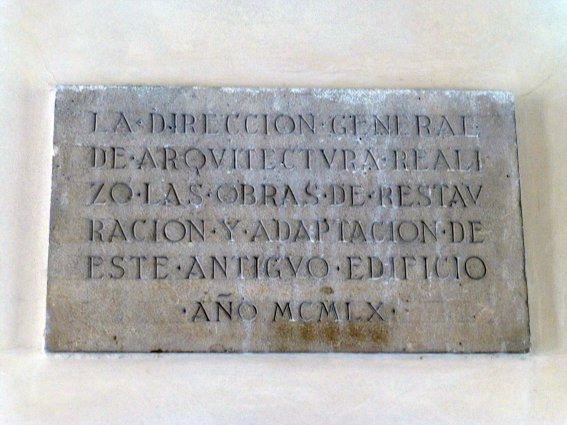 LA·DIRECCION·GENERAL
DE·ARQVITECTVRA·REALI
ZO·LAS·OBRAS·DE·RESTAV
RACION·Y·ADAPTACION·DE
ESTE·ANTIGVO·EDIFICIO
·AÑO MCMLX·